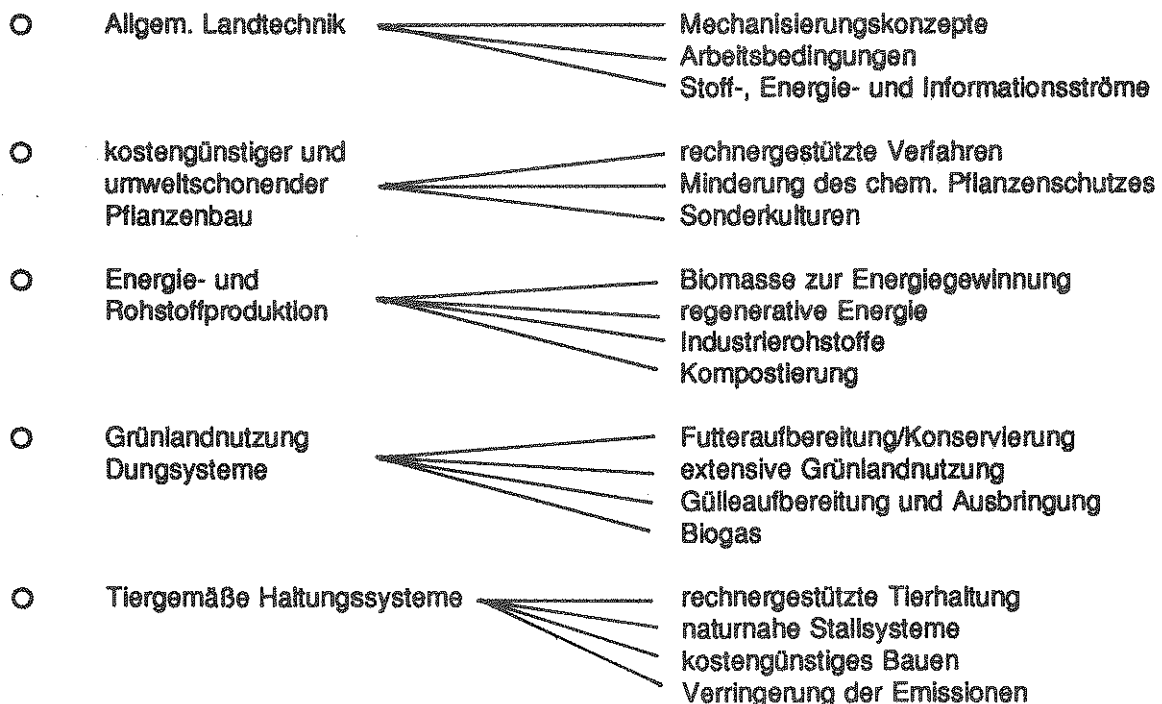 O Allgem. Landtechnik
Mechanisierungskonzepte
Arbeitsbedingungen
Stoff-, Energie- und Informationsströme
O kostengünstiger und
umweltschonender
Pflanzenbau
rechnergestützte Verfahren
Minderung des chem. Pflanzenschutzes
Sonderkulturen
O Energie- und
Rohstoffproduktion
Biomasse zur Energiegewinnung
regenerative Energie
Industrierohstoffe
Kompostierung
O Grünlandnutzung
Dungsysteme
Futteraufbereitung/Konservierung
extensive Grünlandnutzung
Gülleaufbereitung und Ausbringung
Biogas
O Tiergemäße Haltungssysteme
rechnergestützte Tierhaltung
naturnahe Stallsysteme
kostengünstiges Bauen
Verringerung der Emissionen